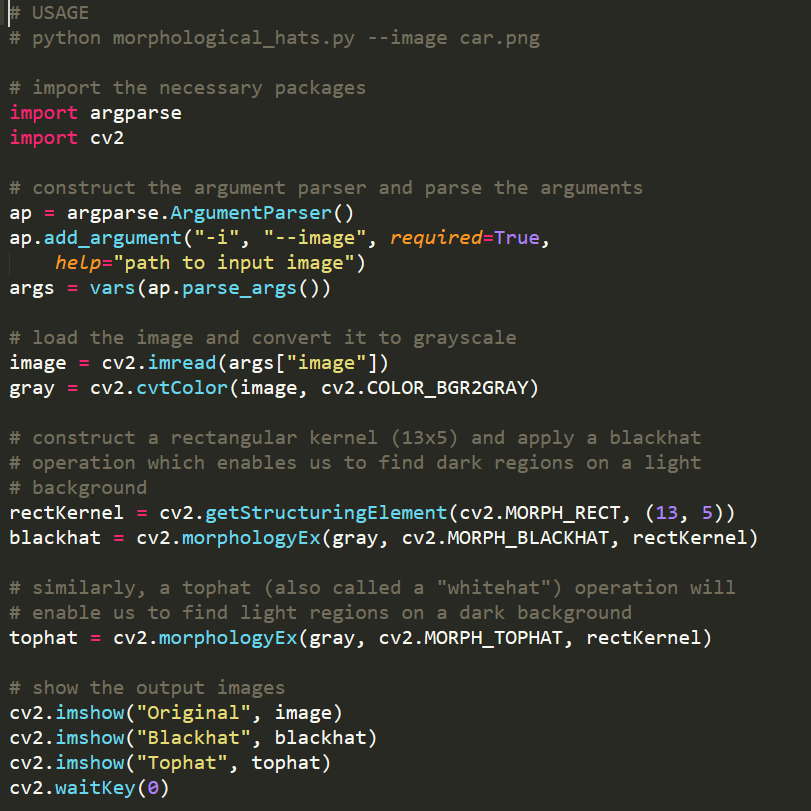 # USAGE
# python morphological_hats.py --image car.png

# import the necessary packages
import argparse
import cv2

# construct the argument parser and parse the arguments
ap = argparse.ArgumentParser()
ap.add_argument("-i", "--image", required=True,
    help="path to input image")
args = vars(ap.parse_args())

# load the image and convert it to grayscale
image = cv2.imread(args["image"])
gray = cv2.cvtColor(image, cv2.COLOR_BGR2GRAY)

# construct a rectangular kernel (13x5) and apply a blackhat
# operation which enables us to find dark regions on a light
# background
rectKernel = cv2.getStructuringElement(cv2.MORPH_RECT, (13, 5))
blackhat = cv2.morphologyEx(gray, cv2.MORPH_BLACKHAT, rectKernel)

# similarly, a tophat (also called a "whitehat") operation will
# enable us to find light regions on a dark background
tophat = cv2.morphologyEx(gray, cv2.MORPH_TOPHAT, rectKernel)

# show the output images
cv2.imshow("Original", image)
cv2.imshow("Blackhat", blackhat)
cv2.imshow("Tophat", tophat)
cv2.waitKey(0)